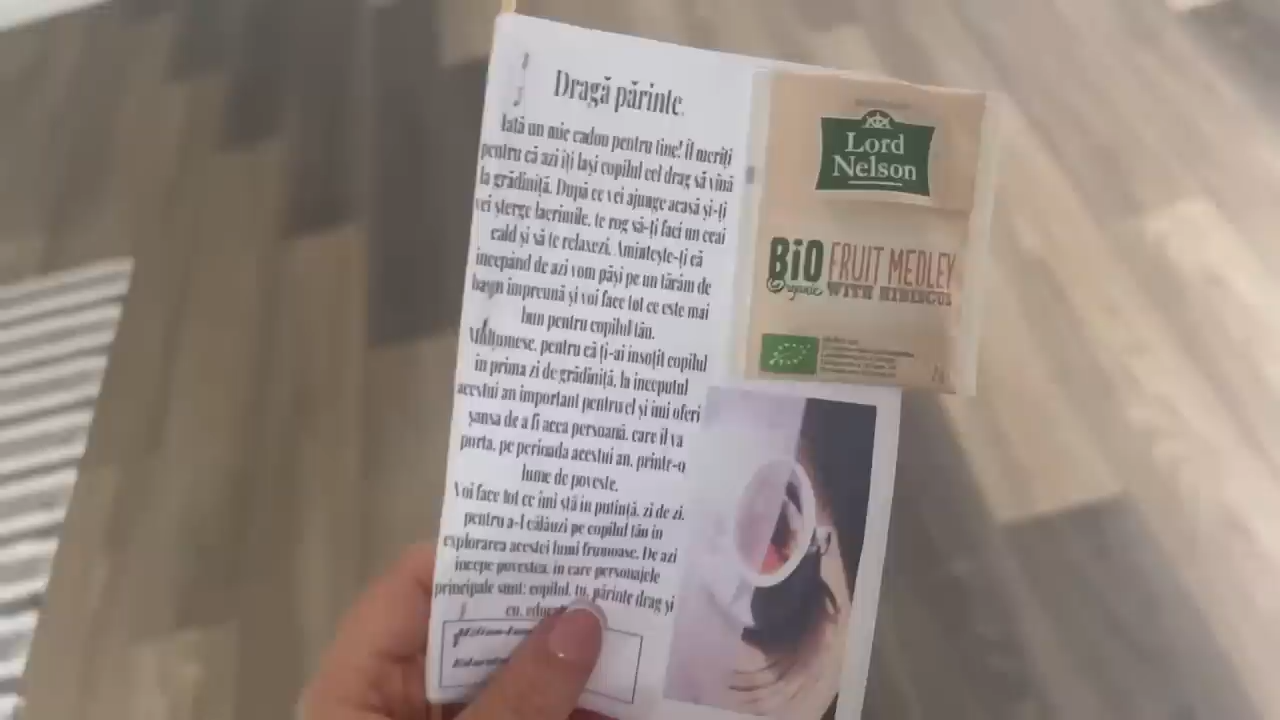 Dragă părinte,
Iată un mic cadou pentru tine! Îl meriți
pentru că azi îți lași copilul cel drag să vină
la grădiniță. După ce vei ajunge acasă și-ți
vei șterge lacrimile, te rog să-ți faci un ceai
cald și să te relaxezi. Amintește-ți că
începând de azi vom păși pe un tărâm de
basm împreună și voi face tot ce este mai
bun pentru copilul tău.
Mulțumesc, pentru că ți-ai însoțit copilul
în prima zi de grădiniță, la începutul
acestui an important pentru el și îmi oferi
șansa de a fi acea persoană, care îl va
purta, pe perioada acestui an, printr-o
lume de poveste.
Voi face tot ce îmi stă în putință, zi de zi,
pentru a-l călăuzi pe copilul tău în
explorarea acestei lumi frumoase. De azi
începe povestea, în care personajele
principale sunt: copilul, tu, părinte drag și
eu,
Lord
Nelson
BIO FRUIT MEDLEY
Organic WITH HIBISCUS